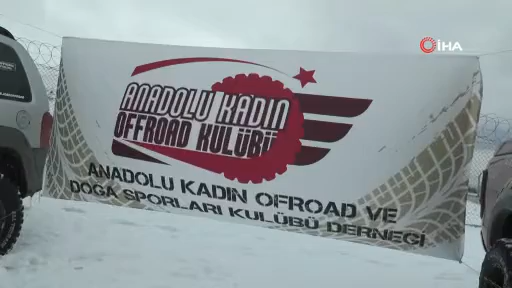 İHA
ANADOLU KADIN
OFFROAD KULÜBÜ
ANADOLU KADIN OFROAD VE
DOĞA SPORLARI KULÜBÜ DERNEĞİ